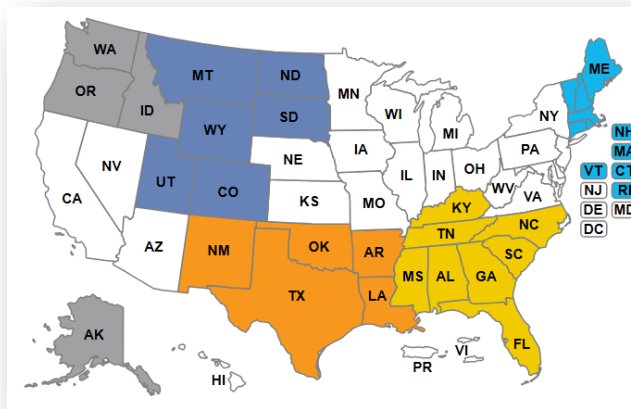 WA
ME
MT
ND
OR
MN
ID
WI
NY
SD
WY
MI
NH
IA
PA
MA
NE
OH
NV
UT
IL
IN
VT
CT
CO
WV
NJ
RI
CA
KS
MO
VA
KY
DE
MD
NC
DC
TN
AZ
NM
OK
AR
SC
MS
AL
GA
TX
LA
AK
FL
VI
PR
HI